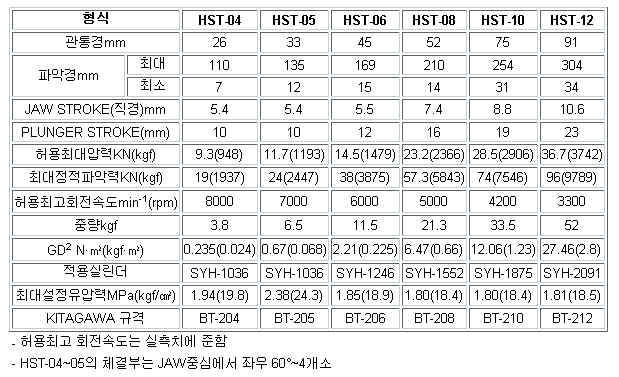 형식 HST-04 HST-05 HST-06 HST-08 HST-10 HST-12
관통경mm 26 33 45 52 75 91
파악경mm 최대 110 135 169 210 254 304
최소 7 12 15 14 31 34
JAW STROKE(직경)mm 5.4 5.4 5.5 7.4 8.8 10.6
PLUNGER STROKE(mm) 10 10 12 16 19 23
허용최대압력KN(kgf) 9.3(948) 11.7(1193) 14.5(1479) 23.2(2366) 28.5(2906) 36.7(3742)
최대정적파악력KN(kgf) 19(1937) 24(2447) 38(3875) 57.3(5843) 74(7546) 96(9789)
허용최고회전속도min-1(rpm) 8000 7000 6000 5000 4200 3300
중량kgf 3.8 6.5 11.5 21.3 33.5 52
GD2 N·㎡(kgf·㎡) 0.235(0.024) 0.67(0.068) 2.21(0.225) 6.47(0.66) 12.06(1.23) 27.46(2.8)
적용실린더 SYH-1036 SYH-1036 SYH-1246 SYH-1552 SYH-1875 SYH-2091
최대설정유압력MPa(kgf/㎠) 1.94(19.8) 2.38(24.3) 1.85(18.9) 1.80(18.4) 1.80(18.4) 1.81(18.5)
KITAGAWA 규격 BT-204 BT-205 BT-206 BT-208 BT-210 BT-212
- 허용최고 회전속도는 실측치에 준함
- HST-04~05의 체결부는 JAW중심에서 좌우 60°~4개소